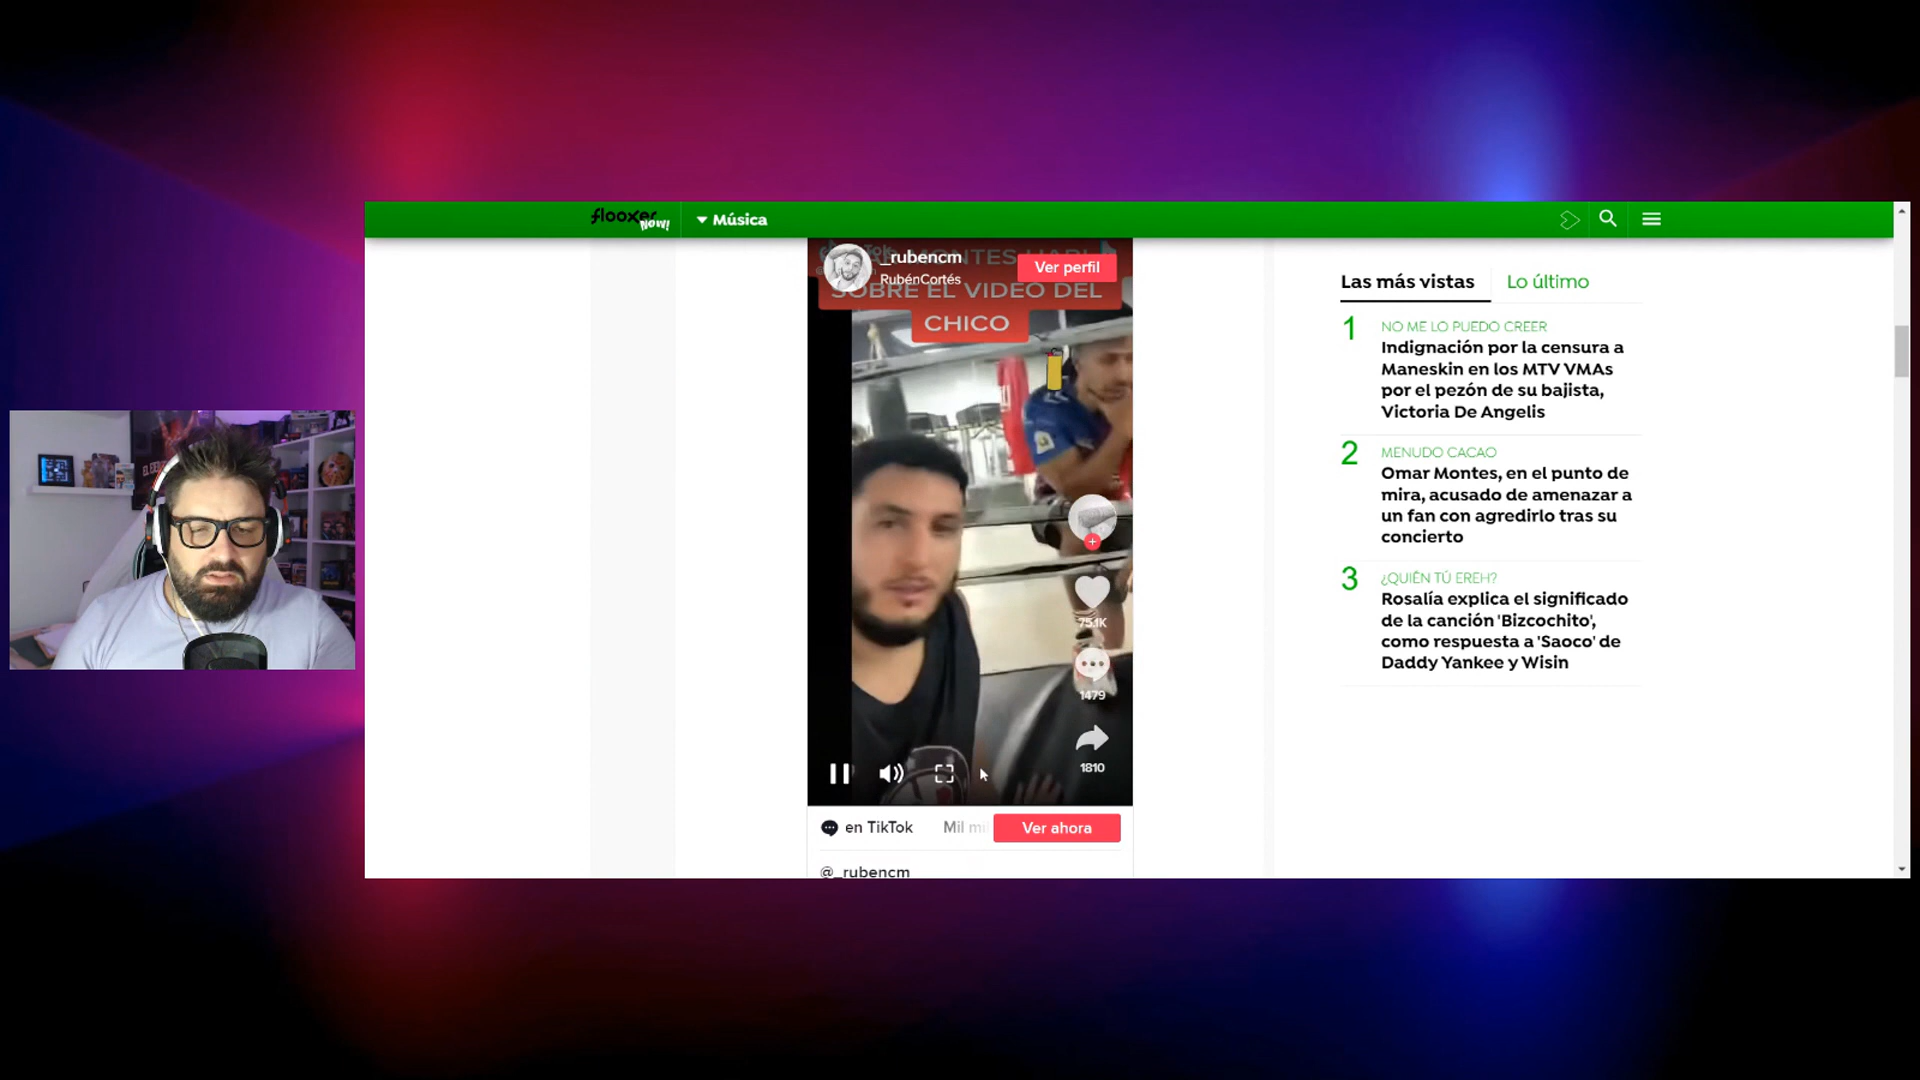 flooxer
NOW!
Música
_rubencm
RubénCortés
Ver perfil
MONTES HABL
SOBRE EL VIDEO DEL
CHICO
75.1K
1479
1810
en TikTok
Mil mi
Ver ahora
@_rubencm
Las más vistas
Lo último
1
NO ME LO PUEDO CREER
Indignación por la censura a
Maneskin en los MTV VMAs
por el pezón de su bajista,
Victoria De Angelis
2
MENUDO CACAO
Omar Montes, en el punto de
mira, acusado de amenazar a
un fan con agredirlo tras su
concierto
3
¿QUIÉN TÚ EREH?
Rosalía explica el significado
de la canción 'Bizcochito',
como respuesta a 'Saoco' de
Daddy Yankee y Wisin